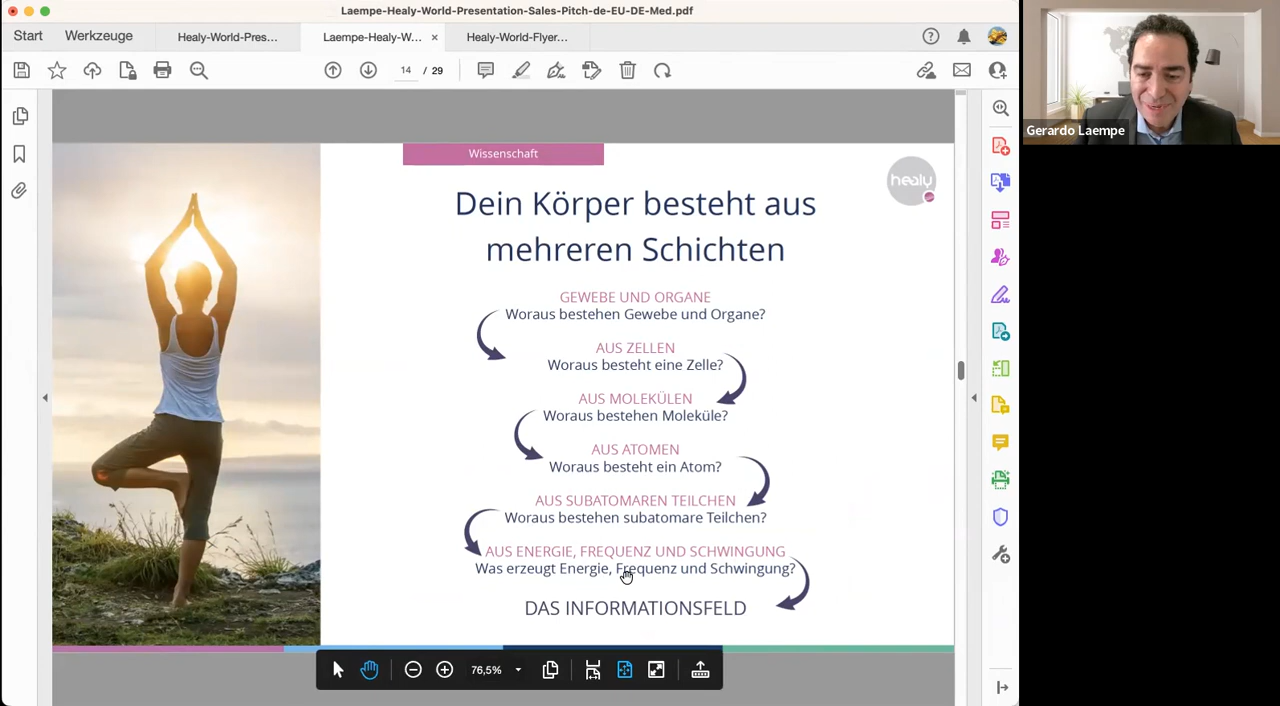 Laempe-Healy-World-Presentation-Sales-Pitch-de-EU-DE-Med.pdf
Start
Werkzeuge
Healy-World-Pres...
Laempe-Healy-W...
Healy-World-Flyer...
14 / 29
Gerardo Laempe
Wissenschaft
healy
Dein Körper besteht aus
mehreren Schichten
GEWEBE UND ORGANE
Woraus bestehen Gewebe und Organe?
AUS ZELLEN
Woraus besteht eine Zelle?
AUS MOLEKÜLEN
Woraus bestehen Moleküle?
AUS ATOMEN
Woraus besteht ein Atom?
AUS SUBATOMAREN TEILCHEN
Woraus bestehen subatomare Teilchen?
AUS ENERGIE, FREQUENZ UND SCHWINGUNG
Was erzeugt Energie, Frequenz und Schwingung?
DAS INFORMATIONSFELD
76,5%